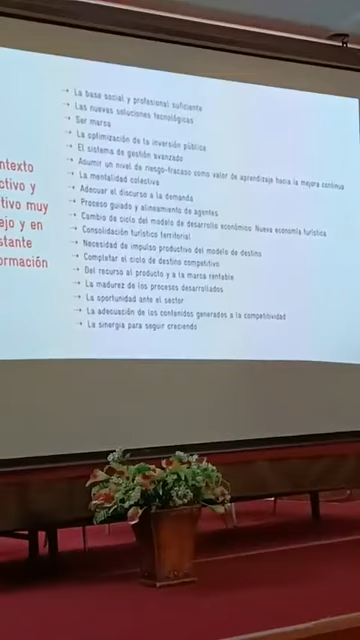 ntexto
ctivo y
tivo muy
ejo y en
stante
ormación
→ La base social y profesional suficiente
→ Las nuevas soluciones tecnológicas
→ Ser marca
→ La optimización de la inversión pública
→ El sistema de gestión avanzado
→ Asumir un nivel de riesgo-fracaso como valor de aprendizaje hacia la mejora continua
→ La mentalidad colectiva
→ Adecuar el discurso a la demanda
→ Proceso guiado y alineamiento de agentes
→ Cambio de ciclo del modelo de desarrollo económico: Nueva economía turística
→ Consolidación turístico territorial
→ Necesidad de impulso productivo del modelo de destino
→ Completar el ciclo de destino competitivo
→ Del recurso al producto y a la marca rentable
→ La madurez de los procesos desarrollados
→ La oportunidad ante el sector
→ La adecuación de los contenidos generados a la competitividad
→ La sinergia para seguir creciendo